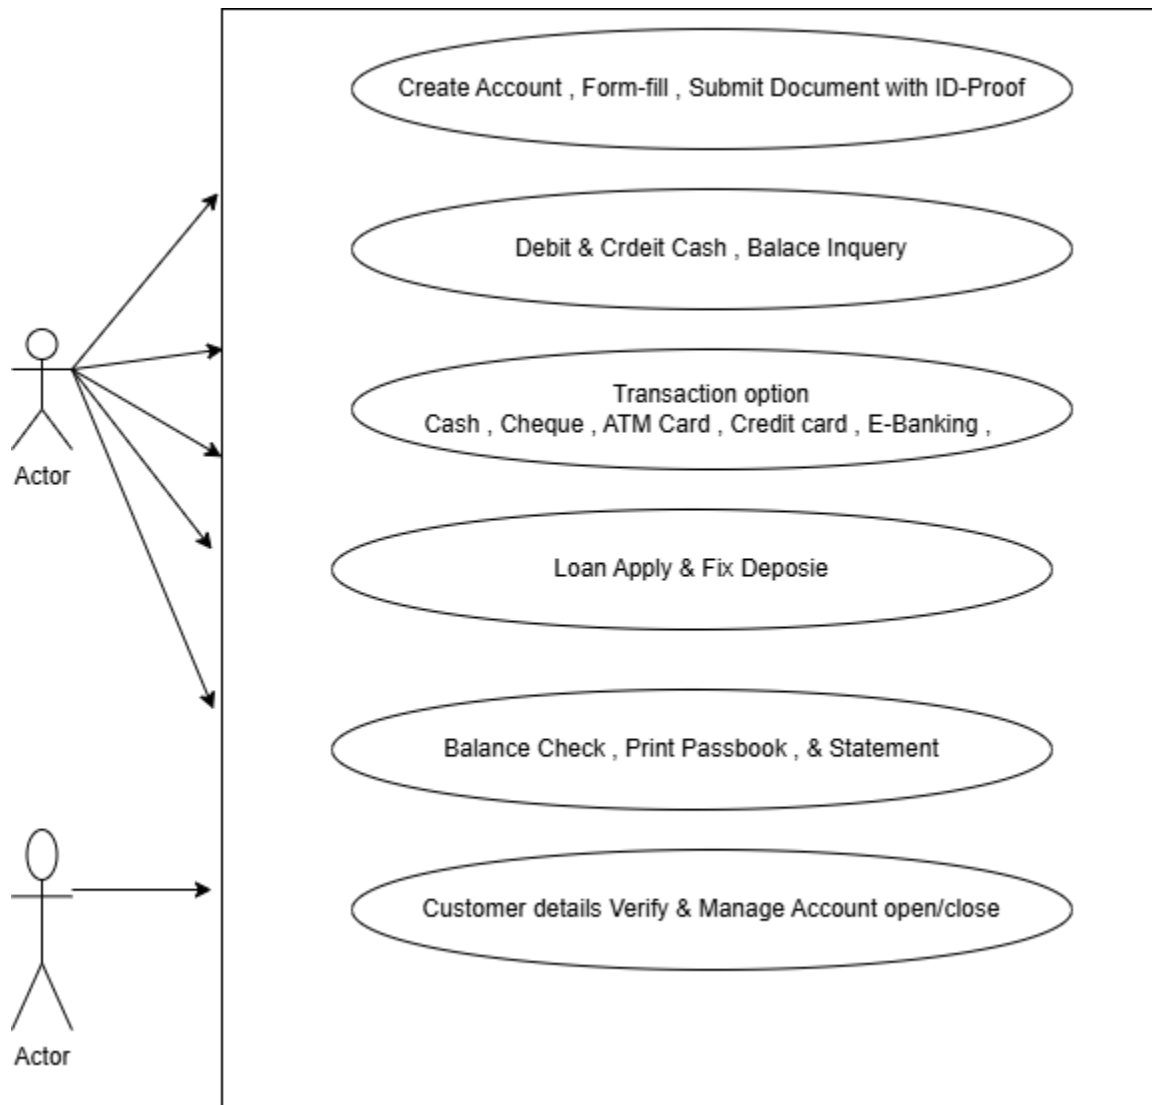 Create Account , Form-fill , Submit Document with ID-Proof
Debit & Crdeit Cash , Balace Inquery
Transaction option
Cash , Cheque , ATM Card , Credit card , E-Banking ,
Actor
Loan Apply & Fix Deposie
Balance Check , Print Passbook , & Statement
Customer details Verify & Manage Account open/close
Actor